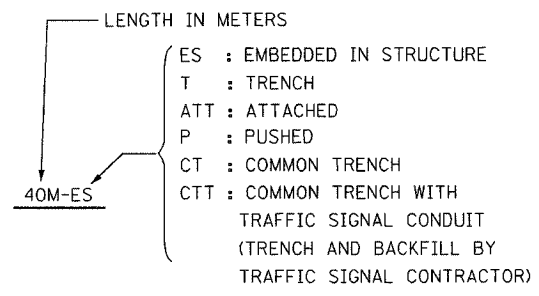 LENGTH IN METERS
ES : EMBEDDED IN STRUCTURE
T : TRENCH
ATT : ATTACHED
P : PUSHED
CT : COMMON TRENCH
40M-ES
CTT : COMMON TRENCH WITH
TRAFFIC SIGNAL CONDUIT
(TRENCH AND BACKFILL BY
TRAFFIC SIGNAL CONTRACTOR)